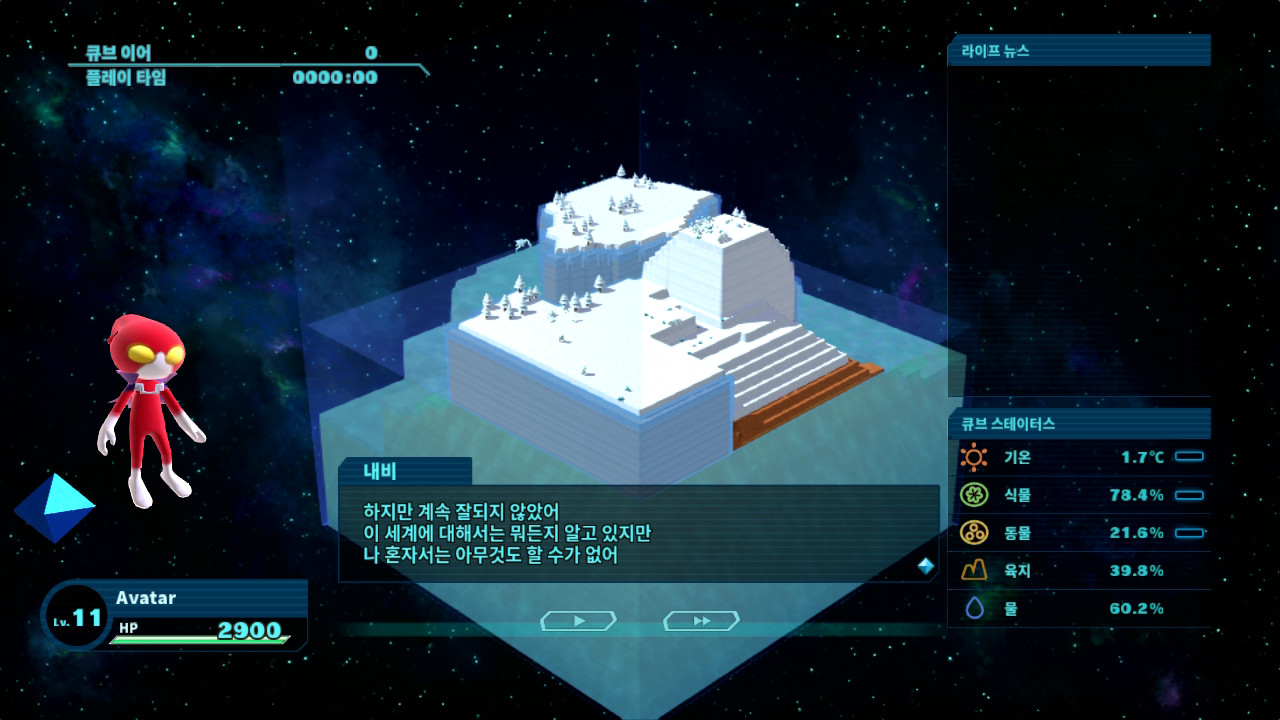 큐브 이어 0
플레이 타임 0000:00
라이프 뉴스
큐브 스테이터스
기온 1.7℃
식물 78.4%
동물 21.6%
육지 39.8%
물 60.2%
내비
하지만 계속 잘되지 않았어
이 세계에 대해서는 뭐든지 알고 있지만
나 혼자서는 아무것도 할 수가 없어
Avatar
Lv. 11
HP 2900